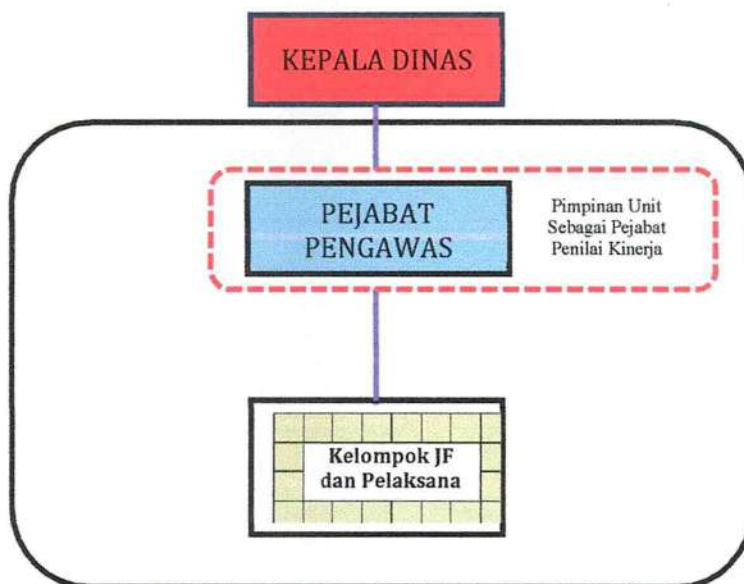 KEPALA DINAS
PEJABAT
PENGAWAS
Pimpinan Unit
Sebagai Pejabat
Penilai Kinerja
Kelompok JF
dan Pelaksana